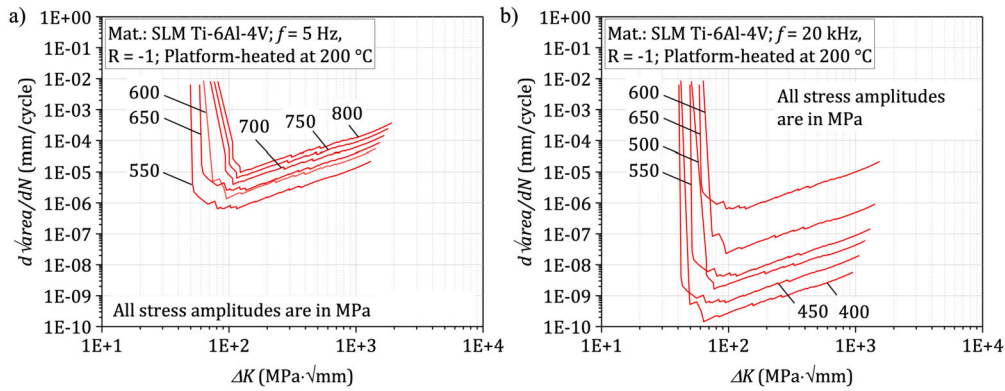 a)
Mat.: SLM Ti-6Al-4V; f = 5 Hz,
R = -1; Platform-heated at 200 °C
1E+00
1E-01
1E-02
1E-03
1E-04
1E-05
1E-06
1E-07
1E-08
1E-09
1E-10
d √area/dN (mm/cycle)
600
650
550
700
750
800
All stress amplitudes are in MPa
1E+1
1E+2
1E+3
1E+4
ΔK (MPa·√mm)
b)
Mat.: SLM Ti-6Al-4V; f = 20 kHz,
R = -1; Platform-heated at 200 °C
1E+00
1E-01
1E-02
1E-03
1E-04
1E-05
1E-06
1E-07
1E-08
1E-09
1E-10
d √area/dN (mm/cycle)
600
650
500
550
All stress amplitudes
are in MPa
450
400
1E+1
1E+2
1E+3
1E+4
ΔK (MPa·√mm)